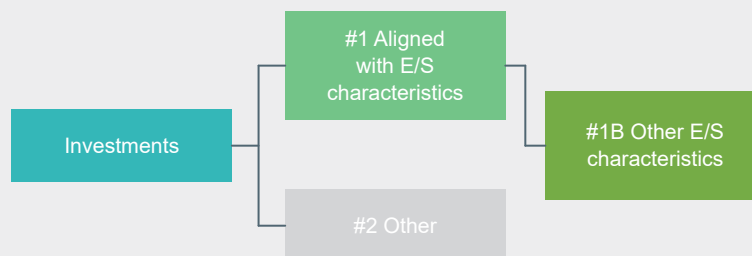 #1 Aligned
with E/S
characteristics
Investments
#1B Other E/S
characteristics
#2 Other